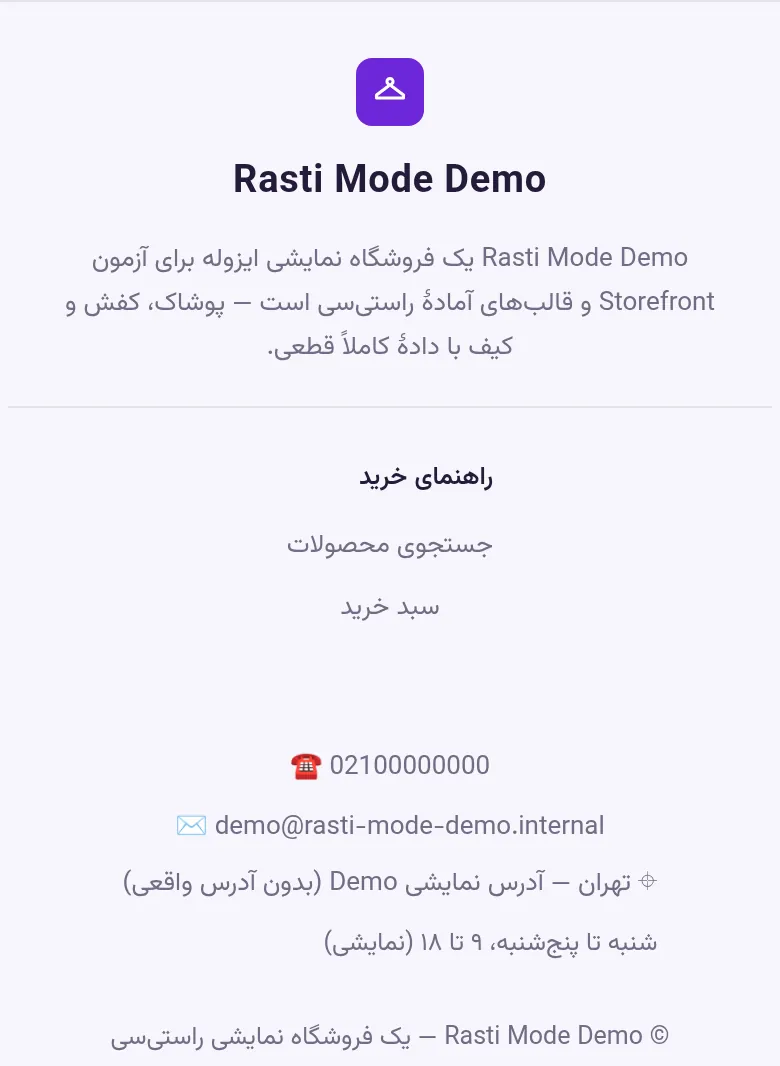 Rasti Mode Demo
Rasti Mode Demo یک فروشگاه نمایشی ایزوله برای آزمون
Storefront و قالب‌های آمادهٔ راستی‌سی است — پوشاک، کفش و
کیف با دادهٔ کاملاً قطعی.
راهنمای خرید
جستجوی محصولات
سبد خرید
☎️ 02100000000
✉️ demo@rasti-mode-demo.internal
⌖ تهران — آدرس نمایشی Demo (بدون آدرس واقعی)
شنبه تا پنج‌شنبه، ۹ تا ۱۸ (نمایشی)
© Rasti Mode Demo — یک فروشگاه نمایشی راستی‌سی